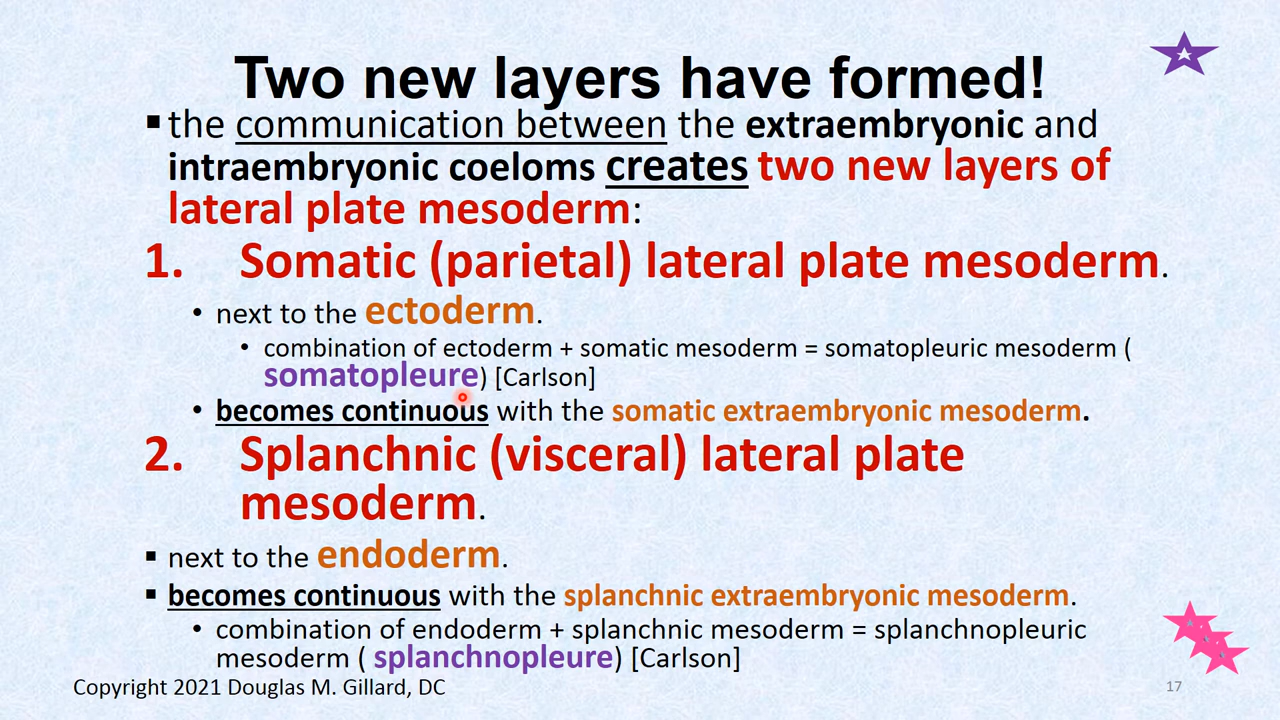 Two new layers have formed!
▪ the communication between the extraembryonic and
intraembryonic coeloms creates two new layers of
lateral plate mesoderm:
1. Somatic (parietal) lateral plate mesoderm.
• next to the ectoderm.
• combination of ectoderm + somatic mesoderm = somatopleuric mesoderm (
somatopleure) [Carlson]
• becomes continuous with the somatic extraembryonic mesoderm.
2. Splanchnic (visceral) lateral plate
mesoderm.
▪ next to the endoderm.
▪ becomes continuous with the splanchnic extraembryonic mesoderm.
• combination of endoderm + splanchnic mesoderm = splanchnopleuric
mesoderm ( splanchnopleure) [Carlson]
Copyright 2021 Douglas M. Gillard, DC
17